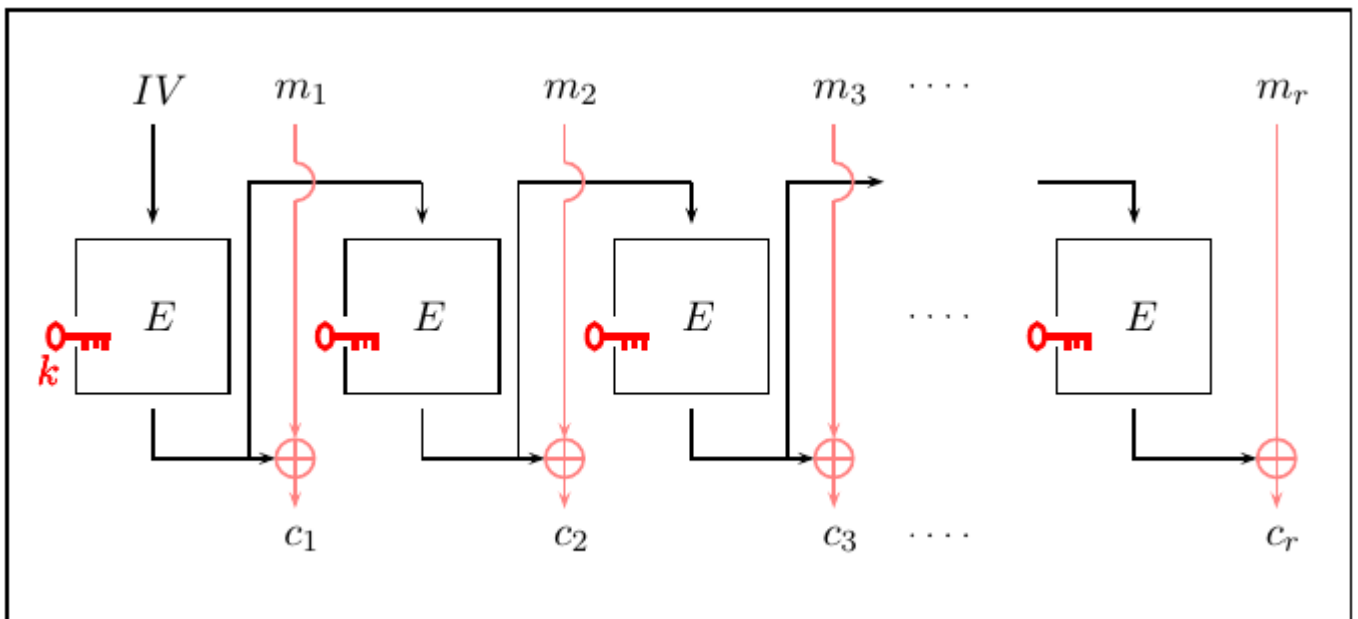 IV m₁ m₂ m₃ · · · · mᵣ
E E E · · · · E
k
c₁ c₂ c₃ · · · · cᵣ